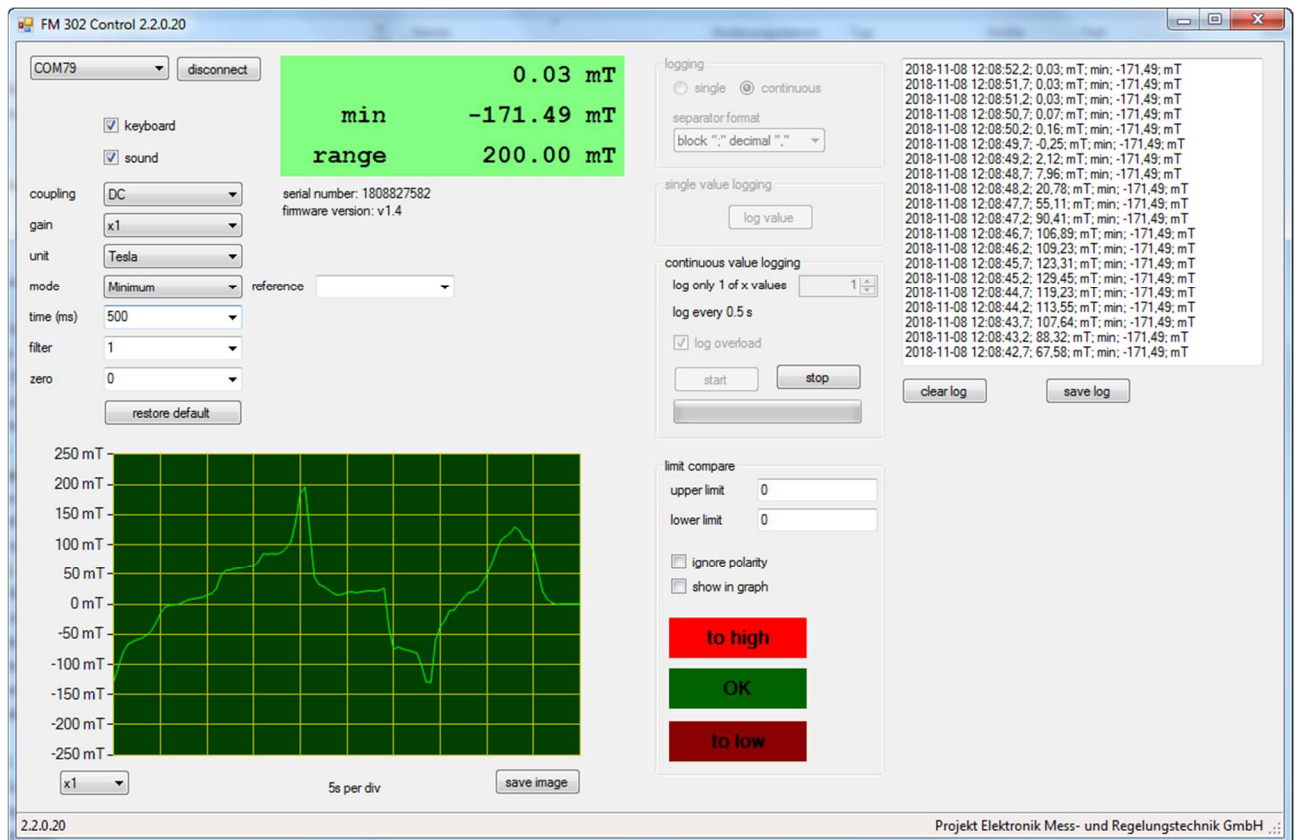 FM 302 Control 2.2.0.20
COM79
disconnect
keyboard
sound
0.03 mT
min -171.49 mT
range 200.00 mT
serial number: 1808827582
firmware version: v1.4
coupling DC
gain x1
unit Tesla
mode Minimum reference
time (ms) 500
filter 1
zero 0
restore default
250 mT
200 mT
150 mT
100 mT
50 mT
0 mT
-50 mT
-100 mT
-150 mT
-200 mT
-250 mT
x1
5s per div
save image
logging
single continuous
separator format
block ";" decimal ","
single value logging
log value
continuous value logging
log only 1 of x values 1
log every 0.5 s
log overload
start stop
limit compare
upper limit 0
lower limit 0
ignore polarity
show in graph
to high
OK
to low
2018-11-08 12:08:52,2; 0,03; mT; min; -171,49; mT
2018-11-08 12:08:51,7; 0,03; mT; min; -171,49; mT
2018-11-08 12:08:51,2; 0,03; mT; min; -171,49; mT
2018-11-08 12:08:50,7; 0,07; mT; min; -171,49; mT
2018-11-08 12:08:50,2; 0,16; mT; min; -171,49; mT
2018-11-08 12:08:49,7; -0,25; mT; min; -171,49; mT
2018-11-08 12:08:49,2; 2,12; mT; min; -171,49; mT
2018-11-08 12:08:48,7; 7,96; mT; min; -171,49; mT
2018-11-08 12:08:48,2; 20,78; mT; min; -171,49; mT
2018-11-08 12:08:47,7; 55,11; mT; min; -171,49; mT
2018-11-08 12:08:47,2; 90,41; mT; min; -171,49; mT
2018-11-08 12:08:46,7; 106,89; mT; min; -171,49; mT
2018-11-08 12:08:46,2; 109,23; mT; min; -171,49; mT
2018-11-08 12:08:45,7; 123,31; mT; min; -171,49; mT
2018-11-08 12:08:45,2; 129,45; mT; min; -171,49; mT
2018-11-08 12:08:44,7; 119,23; mT; min; -171,49; mT
2018-11-08 12:08:44,2; 113,55; mT; min; -171,49; mT
2018-11-08 12:08:43,7; 107,64; mT; min; -171,49; mT
2018-11-08 12:08:43,2; 88,32; mT; min; -171,49; mT
2018-11-08 12:08:42,7; 67,58; mT; min; -171,49; mT
clear log
save log
2.2.0.20
Projekt Elektronik Mess- und Regelungstechnik GmbH